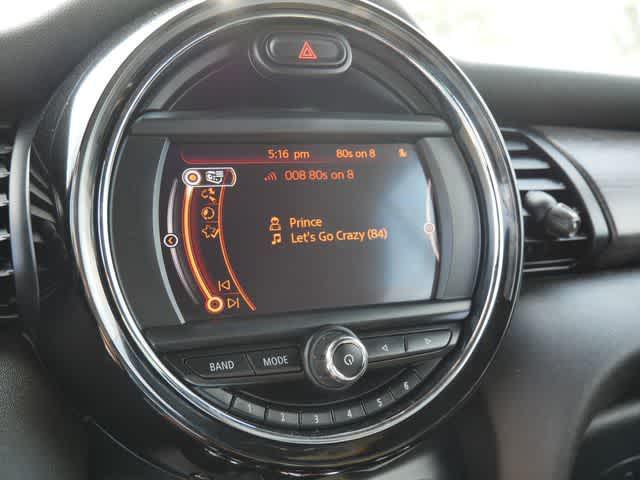 5:16 pm 80s on 8
008 80s on 8
Prince
Let's Go Crazy (84)
BAND MODE
1 2 3 4 5 6